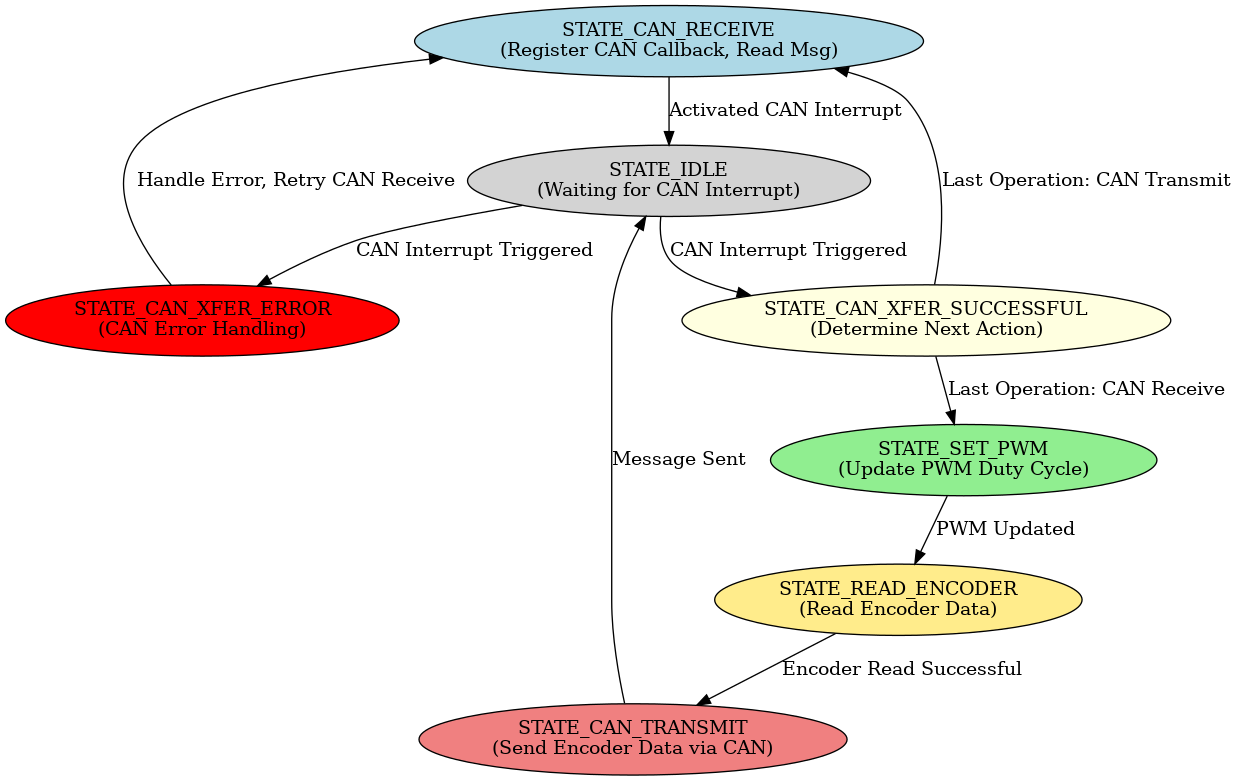 STATE_CAN_RECEIVE
(Register CAN Callback, Read Msg)
Activated CAN Interrupt
Handle Error, Retry CAN Receive
STATE_IDLE
(Waiting for CAN Interrupt)
Last Operation: CAN Transmit
CAN Interrupt Triggered
CAN Interrupt Triggered
STATE_CAN_XFER_ERROR
(CAN Error Handling)
STATE_CAN_XFER_SUCCESSFUL
(Determine Next Action)
Last Operation: CAN Receive
STATE_SET_PWM
(Update PWM Duty Cycle)
Message Sent
PWM Updated
STATE_READ_ENCODER
(Read Encoder Data)
Encoder Read Successful
STATE_CAN_TRANSMIT
(Send Encoder Data via CAN)